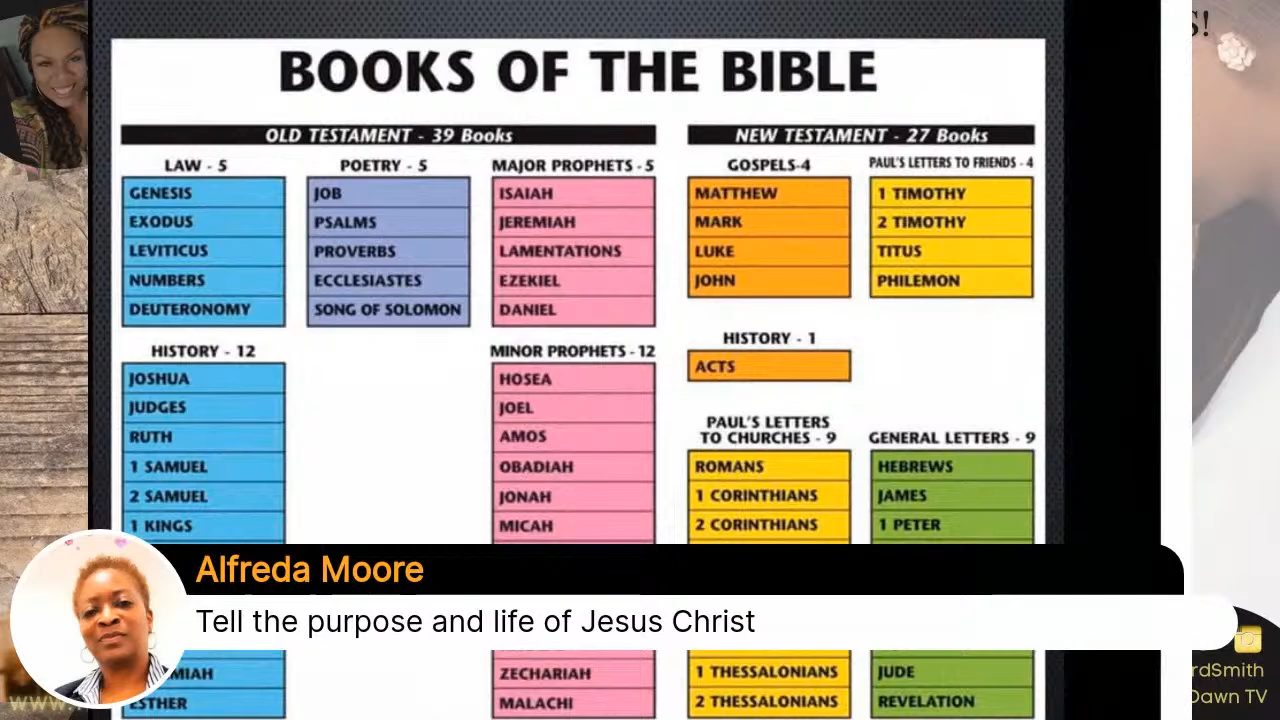 S!
BOOKS OF THE BIBLE
OLD TESTAMENT - 39 Books
LAW - 5
GENESIS
EXODUS
LEVITICUS
NUMBERS
DEUTERONOMY
HISTORY - 12
JOSHUA
JUDGES
RUTH
1 SAMUEL
2 SAMUEL
1 KINGS
MIAH
ESTHER
POETRY - 5
JOB
PSALMS
PROVERBS
ECCLESIASTES
SONG OF SOLOMON
MAJOR PROPHETS - 5
ISAIAH
JEREMIAH
LAMENTATIONS
EZEKIEL
DANIEL
MINOR PROPHETS - 12
HOSEA
JOEL
AMOS
OBADIAH
JONAH
MICAH
ZECHARIAH
MALACHI
NEW TESTAMENT - 27 Books
GOSPELS-4
MATTHEW
MARK
LUKE
JOHN
HISTORY - 1
ACTS
PAUL'S LETTERS
TO CHURCHES - 9
ROMANS
1 CORINTHIANS
2 CORINTHIANS
1 THESSALONIANS
2 THESSALONIANS
PAUL'S LETTERS TO FRIENDS - 4
1 TIMOTHY
2 TIMOTHY
TITUS
PHILEMON
GENERAL LETTERS - 9
HEBREWS
JAMES
1 PETER
JUDE
REVELATION
Alfreda Moore
Tell the purpose and life of Jesus Christ
rdSmith
Dawn TV
www.